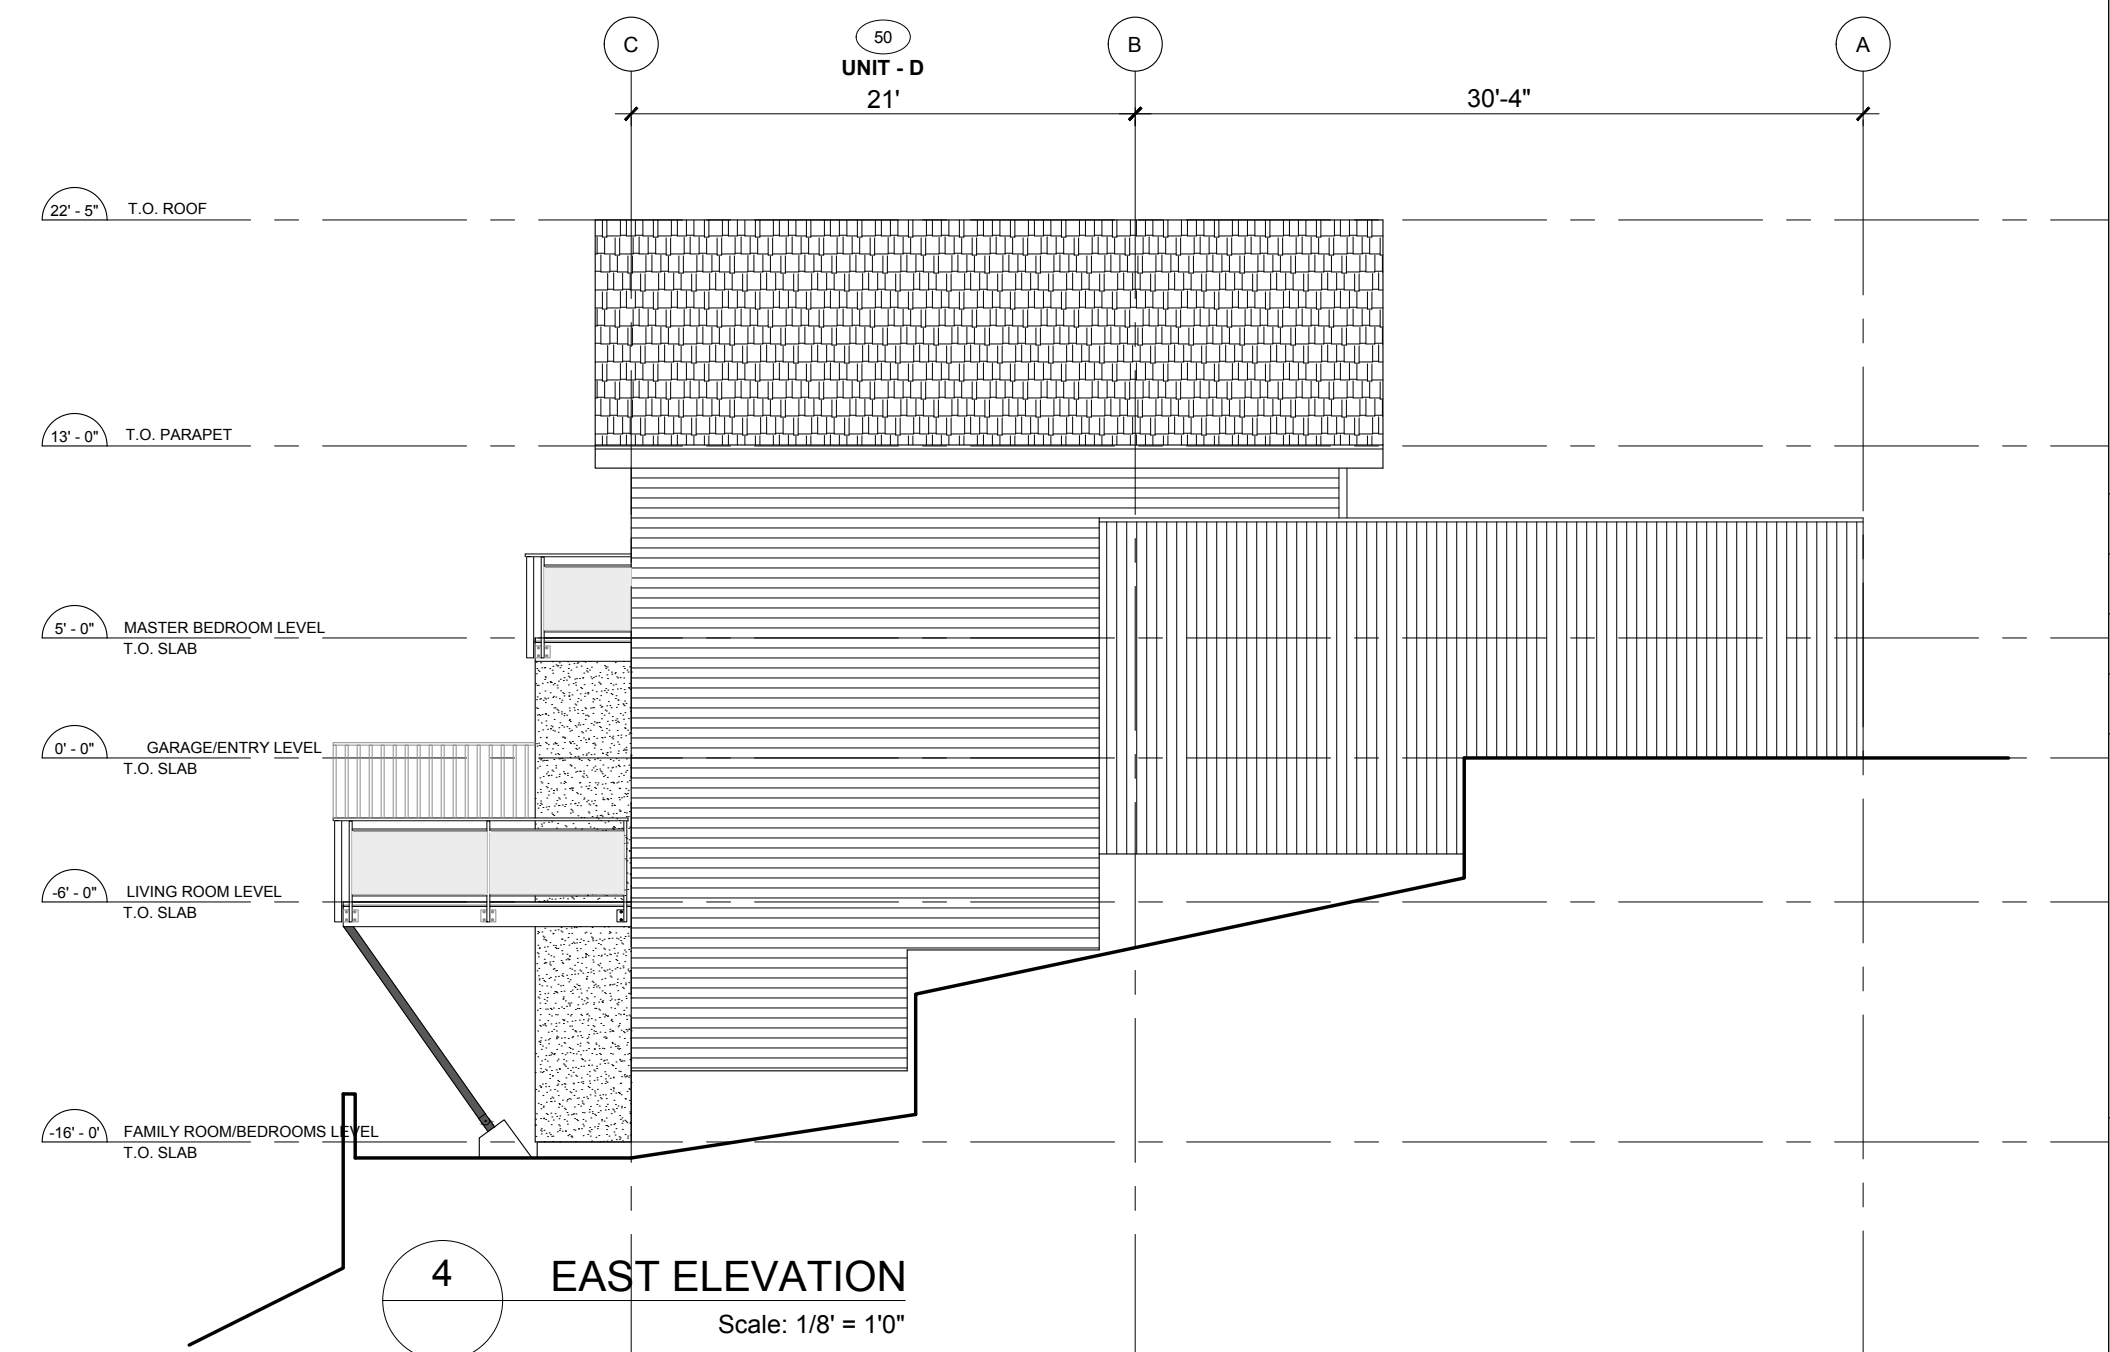 C
50
B
A
UNIT - D
21'
30'-4"
22' - 5" T.O. ROOF
13' - 0" T.O. PARAPET
5' - 0" MASTER BEDROOM LEVEL
T.O. SLAB
0' - 0" GARAGE/ENTRY LEVEL
T.O. SLAB
-6' - 0" LIVING ROOM LEVEL
T.O. SLAB
-16' - 0' FAMILY ROOM/BEDROOMS LEVEL
T.O. SLAB
4 EAST ELEVATION
Scale: 1/8' = 1'0"